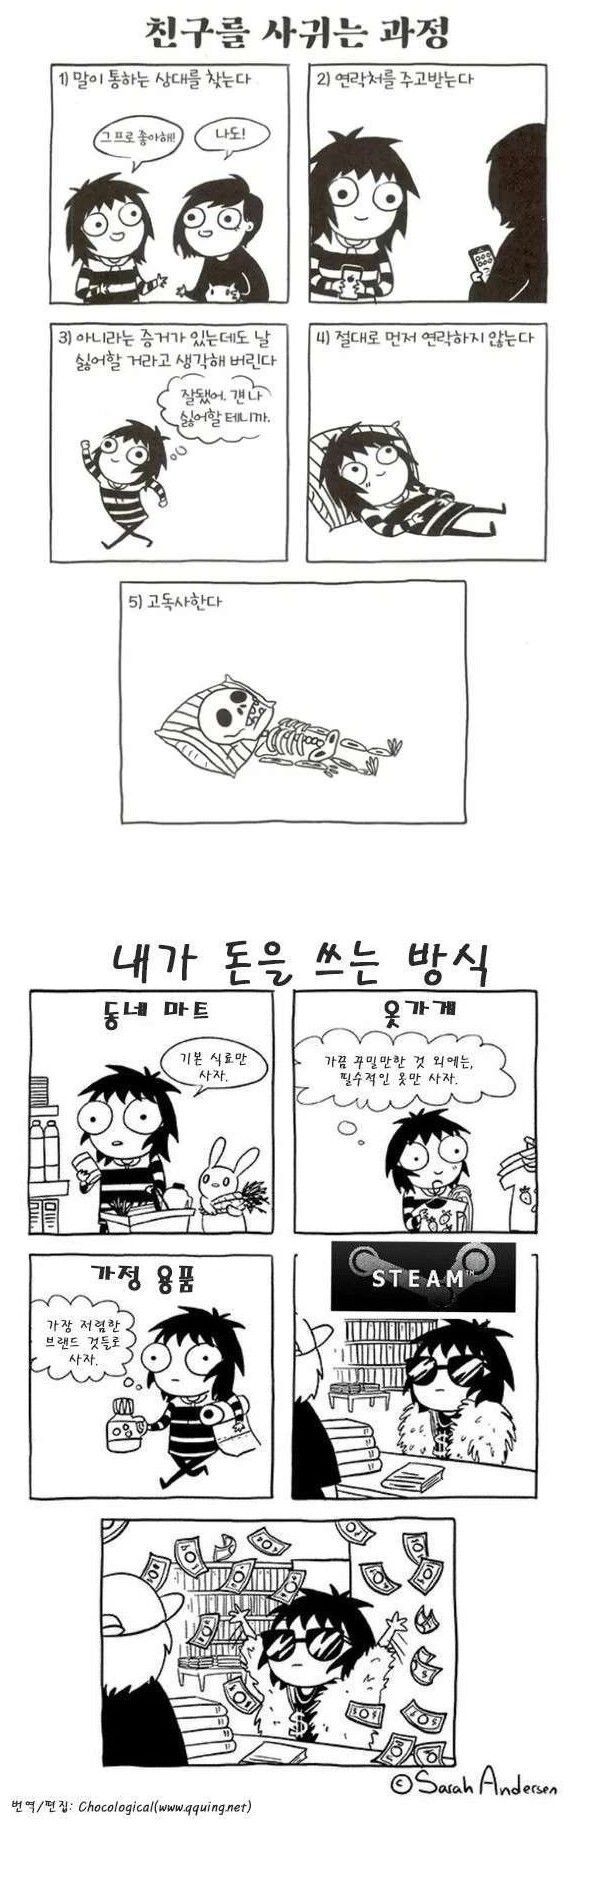 친구를 사귀는 과정
1) 말이 통하는 상대를 찾는다
그 프로 좋아해!
나도!
2) 연락처를 주고받는다
3) 아니라는 증거가 있는데도 날
싫어할 거라고 생각해 버린다
잘됐어. 걘 나
싫어할 테니까.
4) 절대로 먼저 연락하지 않는다
5) 고독사한다
내가 돈을 쓰는 방식
동네 마트
기본 식료만
사자.
옷가게
가끔 꾸밀만한 것 외에는,
필수적인 옷만 사자.
가정 용품
가장 저렴한
브랜드 것들로
사자.
STEAM™
$
$
© Sarah Andersen
번역/편집: Chocological(www.qquing.net)